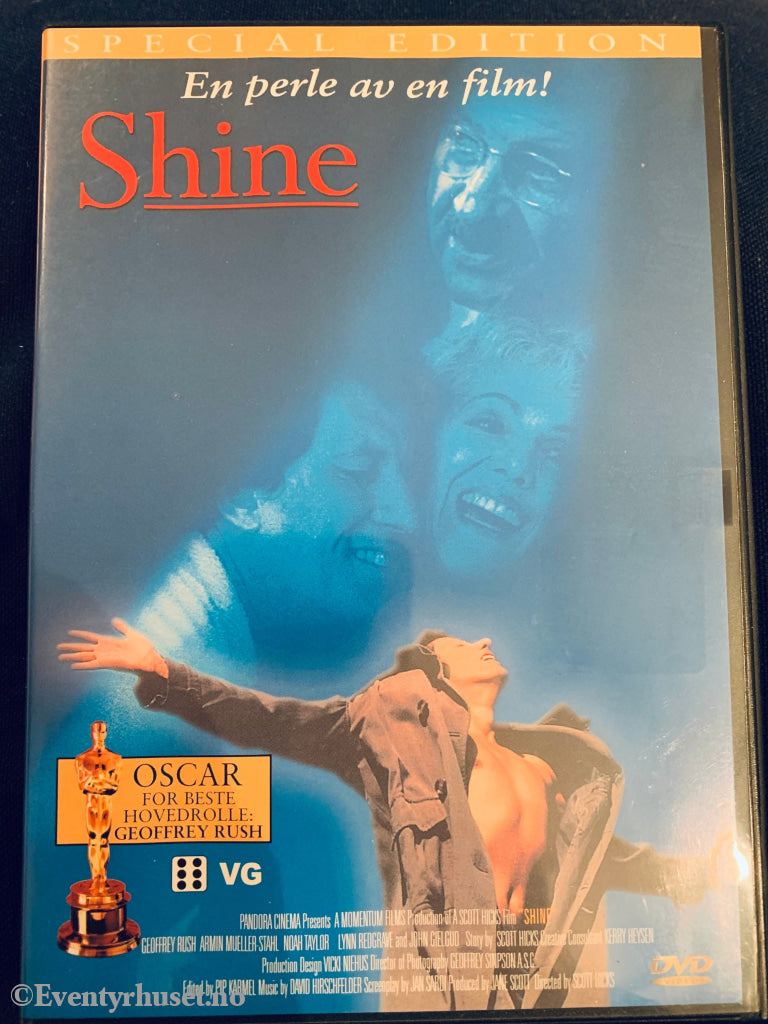 SPECIAL EDITION
En perle av en film!
Shine
OSCAR
FOR BESTE
HOVEDROLLE:
GEOFFREY RUSH
VG
PANDORA CINEMA Presents A MOMENTUM FILMS Production of A SCOTT HICKS Film "SHINE
GEOFFREY RUSH ARMIN MUELLER-STAHL NOAH TAYLOR LYNN REDGRAVE and JOHN GIELGUD Story by SCOTT HICKS Creative Consultant KERRY HEYSEN
Production Design VICKI NIEHUS Director of Photography GEOFFREY SIMPSON A.S.C.
Edited by PIP KARMEL Music by DAVID HIRSCHFELDER Screenplay by JAN SARDI Produced by JANE SCOTT Directed by SCOTT HICKS
DVD
VIDEO
©Eventyrhuset.no